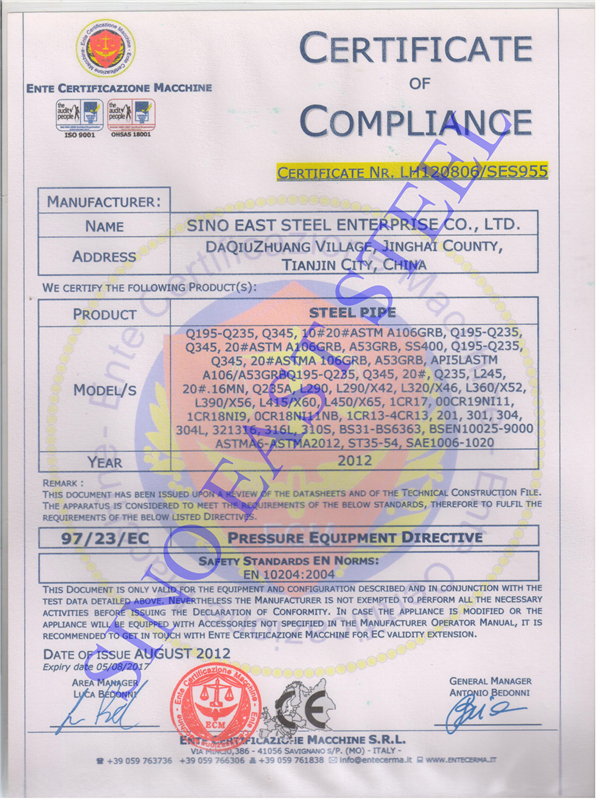 Ente Certificazione Macchine
ECM
CERTIFICATE
OF
COMPLIANCE
ENTE CERTIFICAZIONE MACCHINE
the audit people
the audit people
ISO 9001
OHSAS 18001
CERTIFICATE NR. LH120806/SES955
MANUFACTURER:
NAME SINO EAST STEEL ENTERPRISE CO., LTD.
ADDRESS DAQIUZHUANG VILLAGE, JINGHAI COUNTY,
TIANJIN CITY, CHINA
WE CERTIFY THE FOLLOWING PRODUCT(S):
PRODUCT STEEL PIPE
MODEL/S Q195-Q235, Q345, 10#20#ASTM A106GRB, Q195-Q235,
Q345, 20#ASTM A106GRB, A53GRB, SS400, Q195-Q235,
Q345, 20#ASTMA 106GRB, A53GRB, API5LASTM
A106/A53GRBQ195-Q235, Q345, 20#, Q235, L245,
20#.16MN, Q235A, L290, L290/X42, L320/X46, L360/X52,
L390/X56, L415/X60, L450/X65, 1CR17, 00CR19NI11,
1CR18NI9, 0CR18NI11NB, 1CR13-4CR13, 201, 301, 304,
304L, 321316, 316L, 310S, BS31-BS6363, BSEN10025-9000
ASTMA6-ASTMA2012, ST35-54, SAE1006-1020
YEAR 2012
REMARK :
THIS DOCUMENT HAS BEEN ISSUED UPON A REVIEW OF THE DATASHEETS AND OF THE TECHNICAL CONSTRUCTION FILE.
THE APPARATUS IS CONSIDERED TO MEET THE REQUIREMENTS OF THE BELOW STANDARDS, THEREFORE TO FULFIL THE
REQUIREMENTS OF THE BELOW LISTED DIRECTIVES.
97/23/EC PRESSURE EQUIPMENT DIRECTIVE
SAFETY STANDARDS EN NORMS:
EN 10204:2004
THIS DOCUMENT IS ONLY VALID FOR THE EQUIPMENT AND CONFIGURATION DESCRIBED AND IN CONJUNCTION WITH THE
TEST DATA DETAILED ABOVE. NEVERTHELESS THE MANUFACTURER IS NOT EXEMPTED TO PERFORM ALL THE NECESSARY
ACTIVITIES BEFORE ISSUING THE DECLARATION OF CONFORMITY. IN CASE THE APPLIANCE IS MODIFIED OR THE
APPLIANCE WILL BE EQUIPPED WITH ACCESSORIES NOT SPECIFIED IN THE MANUFACTURER OPERATOR MANUAL, IT IS
RECOMMENDED TO GET IN TOUCH WITH ENTE CERTIFICAZIONE MACCHINE FOR EC VALIDITY EXTENSION.
DATE OF ISSUE AUGUST 2012
Expiry date 05/08/2017
AREA MANAGER
LUCA BEDONNI
GENERAL MANAGER
ANTONIO BEDONNI
Ente Certificazione Macchine
ECM
CE
ENTE CERTIFICAZIONE MACCHINE S.R.L.
VIA MINCIO,386 - 41056 SAVIGNANO S/P. (MO) - ITALY -
+39 059 763736 +39 059 766306 +39 059 761838 info@entecerma.it WWW.ENTECERMA.IT
SINO EAST STEEL